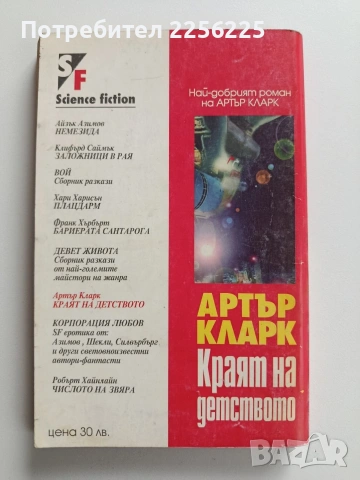 2256590625
SF
Science fiction
Айзък Азимов
НЕМЕЗИДА
Клифърд Саймък
ЗАЛОЖНИЦИ В РАЯ
ВОЙ
Сборник разкази
Хари Харисън
ПЛАЦДАРМ
Франк Хърбърт
БАРИЕРАТА САНТАРОГА
ДЕВЕТ ЖИВОТА
Сборник разкази
от най-големите
майстори на жанра
Артър Кларк
КРАЯТ НА ДЕТСТВОТО
КОРПОРАЦИЯ ЛЮБОВ
SF еротика от:
Азимов, Шекли, Силвърбърг
и други световноизвестни
автори-фантасти
Робърт Хайнлайн
ЧИСЛОТО НА ЗВЯРА
цена 30 лв.
Най-добрият роман
на АРТЪР КЛАРК
АРТЪР
КЛАРК
Краят на
детството
BAZAR